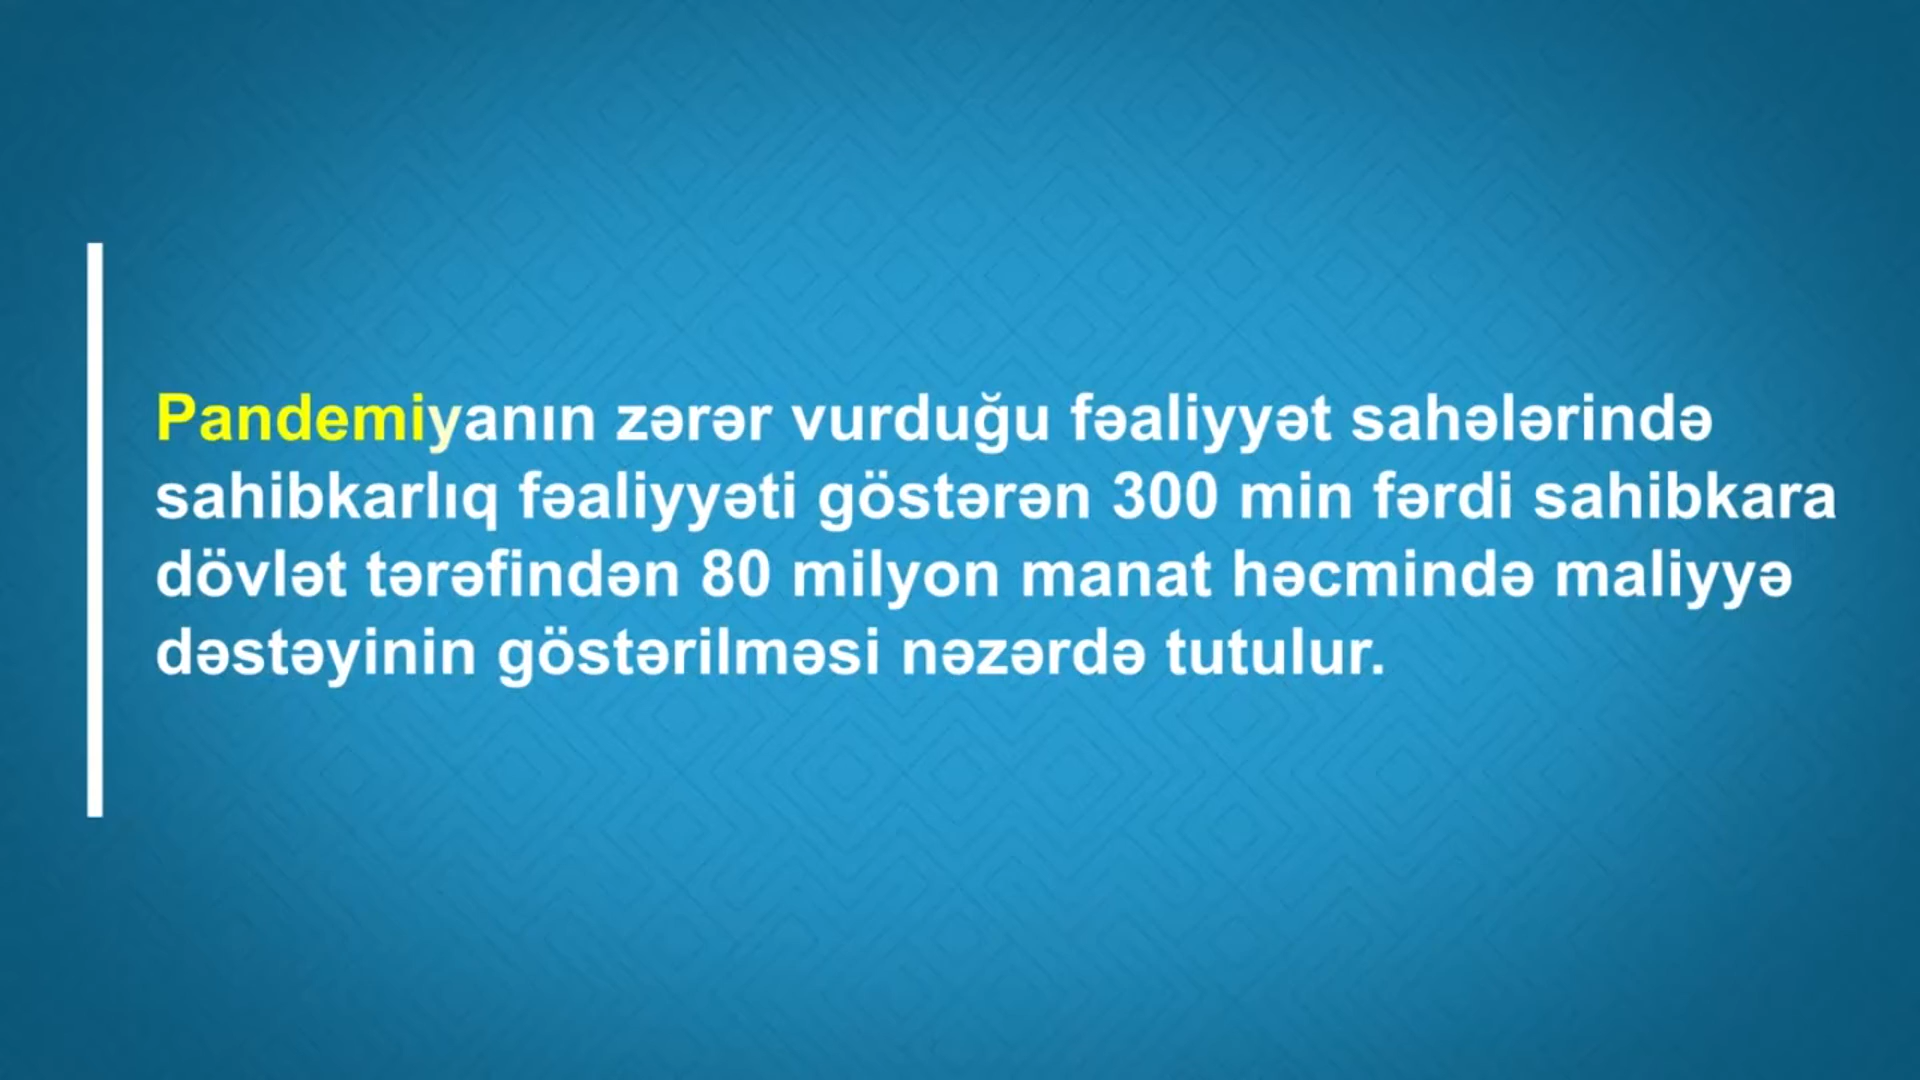 Pandemiyanın zərər vurduğu fəaliyyət sahələrində
sahibkarlıq fəaliyyəti göstərən 300 min fərdi sahibkara
dövlət tərəfindən 80 milyon manat həcmində maliyyə
dəstəyinin göstərilməsi nəzərdə tutulur.